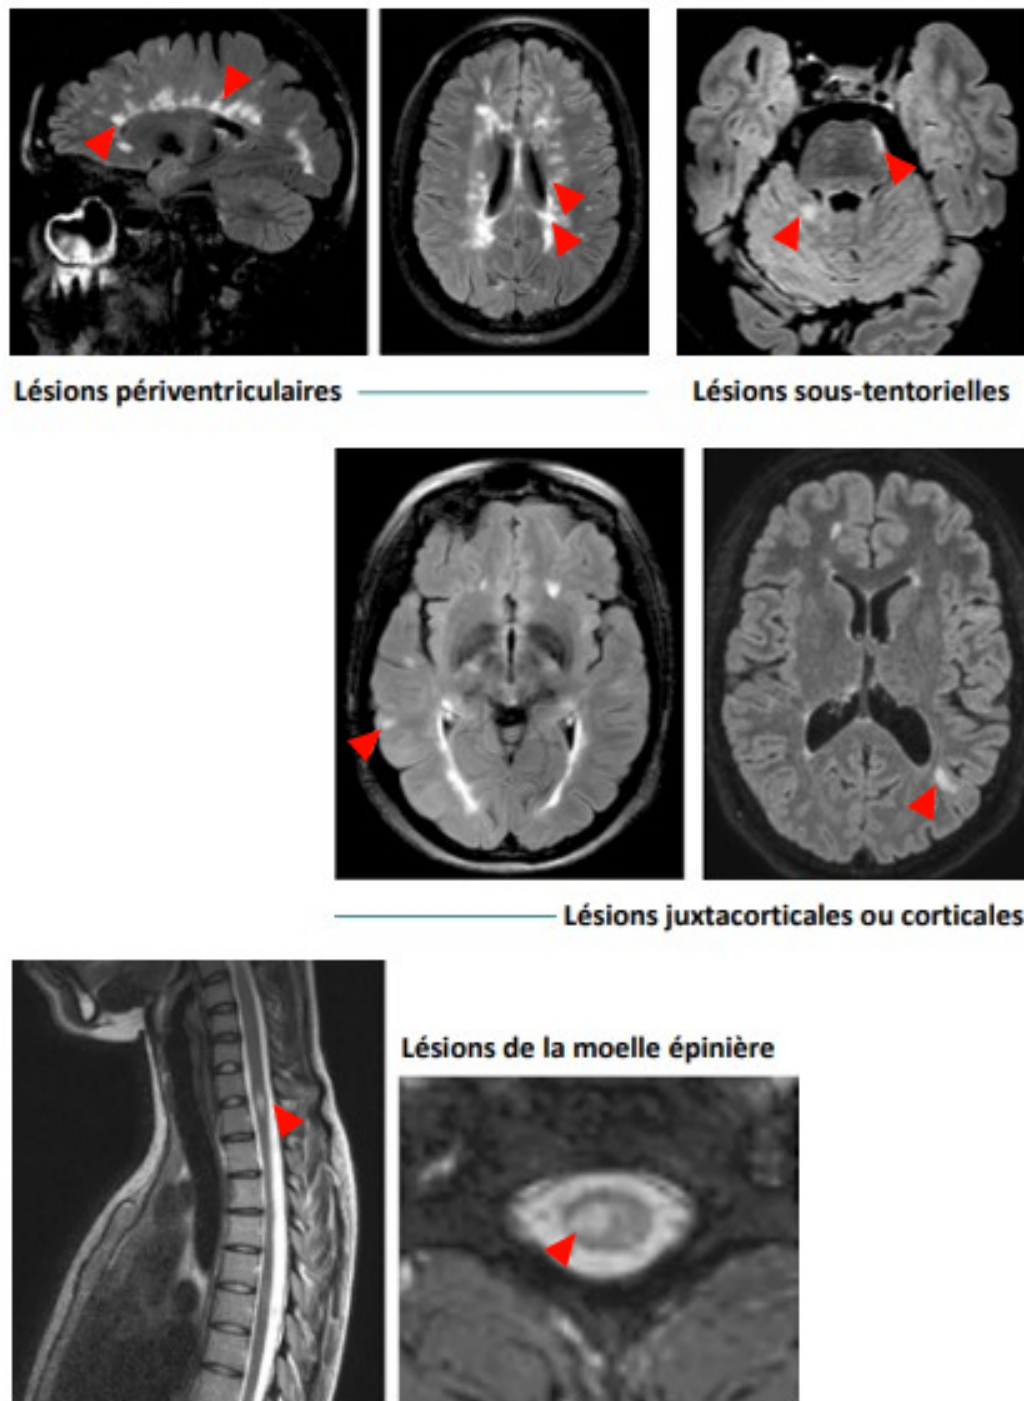 Lésions périventriculaires
Lésions sous-tentorielles
Lésions juxtacorticales ou corticales
Lésions de la moelle épinière